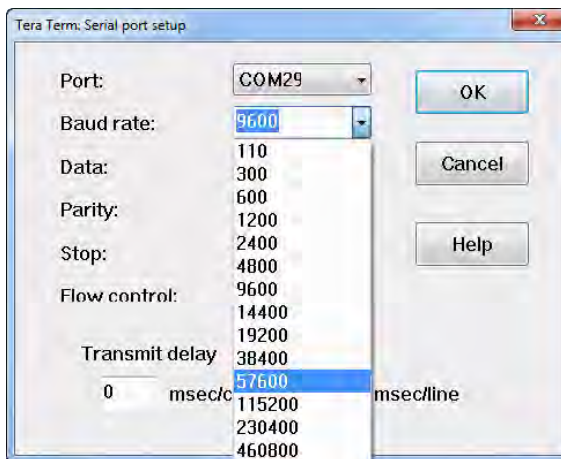 Tera Term: Serial port setup
x
Port:
COM29
OK
Baud rate:
9600
110
Data:
300
Cancel
600
Parity:
1200
2400
Help
Stop:
4800
9600
Flow control:
14400
19200
Transmit delay
38400
57600
0
msec/c
msec/line
115200
230400
460800